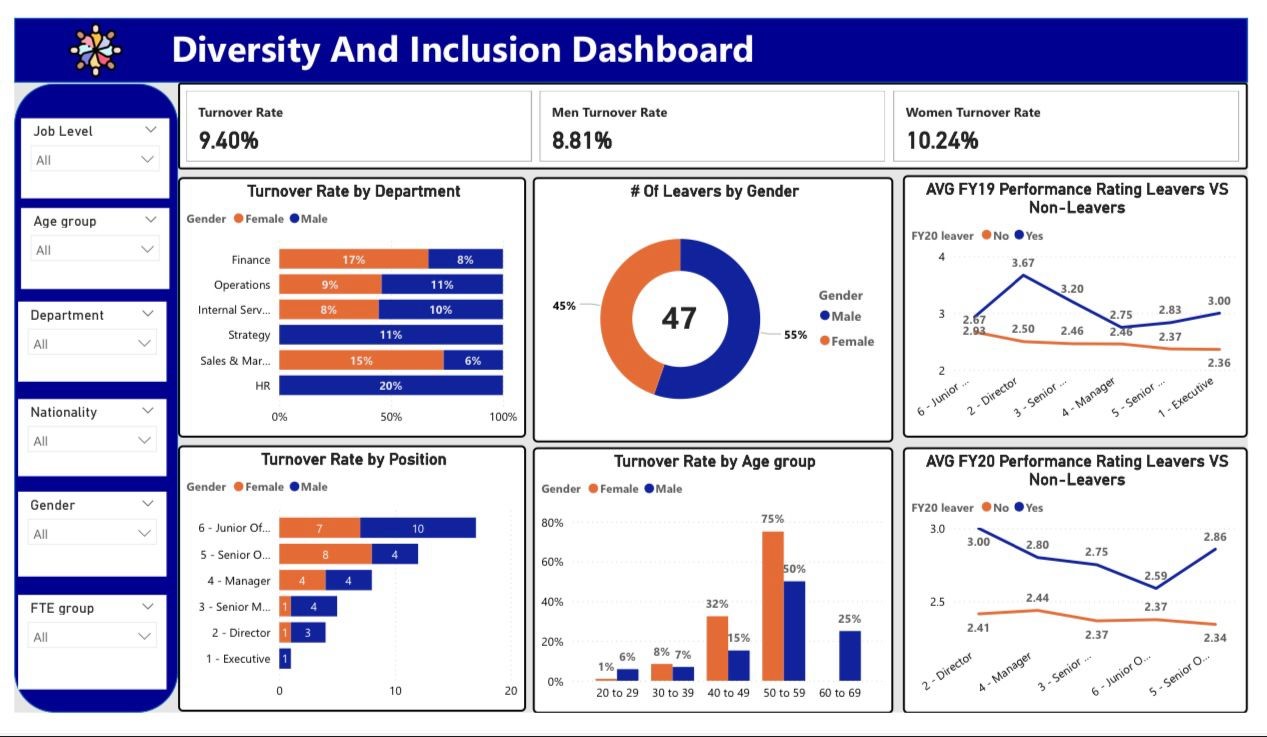 Diversity And Inclusion Dashboard
Job Level
All
Age group
All
Department
All
Nationality
All
Gender
All
FTE group
All
Turnover Rate
9.40%
Men Turnover Rate
8.81%
Women Turnover Rate
10.24%
Turnover Rate by Department
Gender Female Male
Finance 17% 8%
Operations 9% 11%
Internal Serv... 8% 10%
Strategy 11%
Sales & Mar... 15% 6%
HR 20%
0% 50% 100%
# Of Leavers by Gender
45%
47
55%
Gender
Male
Female
AVG FY19 Performance Rating Leavers VS
Non-Leavers
FY20 leaver No Yes
4
3
2
3.67
3.20
2.75
2.83
3.00
2.67
2.93
2.50
2.46
2.46
2.37
2.36
6 - Junior ...
2 - Director
3 - Senior ...
4 - Manager
5 - Senior ...
1 - Executive
Turnover Rate by Position
Gender Female Male
6 - Junior Of... 7 10
5 - Senior O... 8 4
4 - Manager 4 4
3 - Senior M... 1 4
2 - Director 1 3
1 - Executive 1
0 10 20
Turnover Rate by Age group
Gender Female Male
80%
60%
40%
20%
0%
1% 6%
8% 7%
32% 15%
75% 50%
25%
20 to 29 30 to 39 40 to 49 50 to 59 60 to 69
AVG FY20 Performance Rating Leavers VS
Non-Leavers
FY20 leaver No Yes
3.0
2.5
3.00
2.80
2.75
2.59
2.86
2.41
2.44
2.37
2.37
2.34
2 - Director
4 - Manager
3 - Senior ...
6 - Junior O...
5 - Senior O...